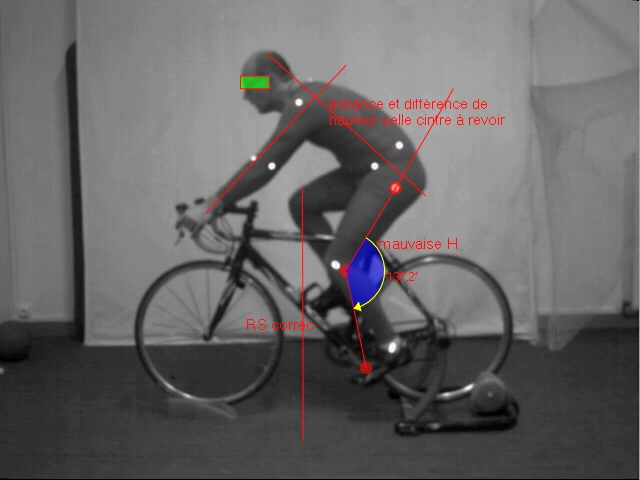 distance et différence de
hauteur selle cintre à revoir
mauvaise H
137.2°
RS correc